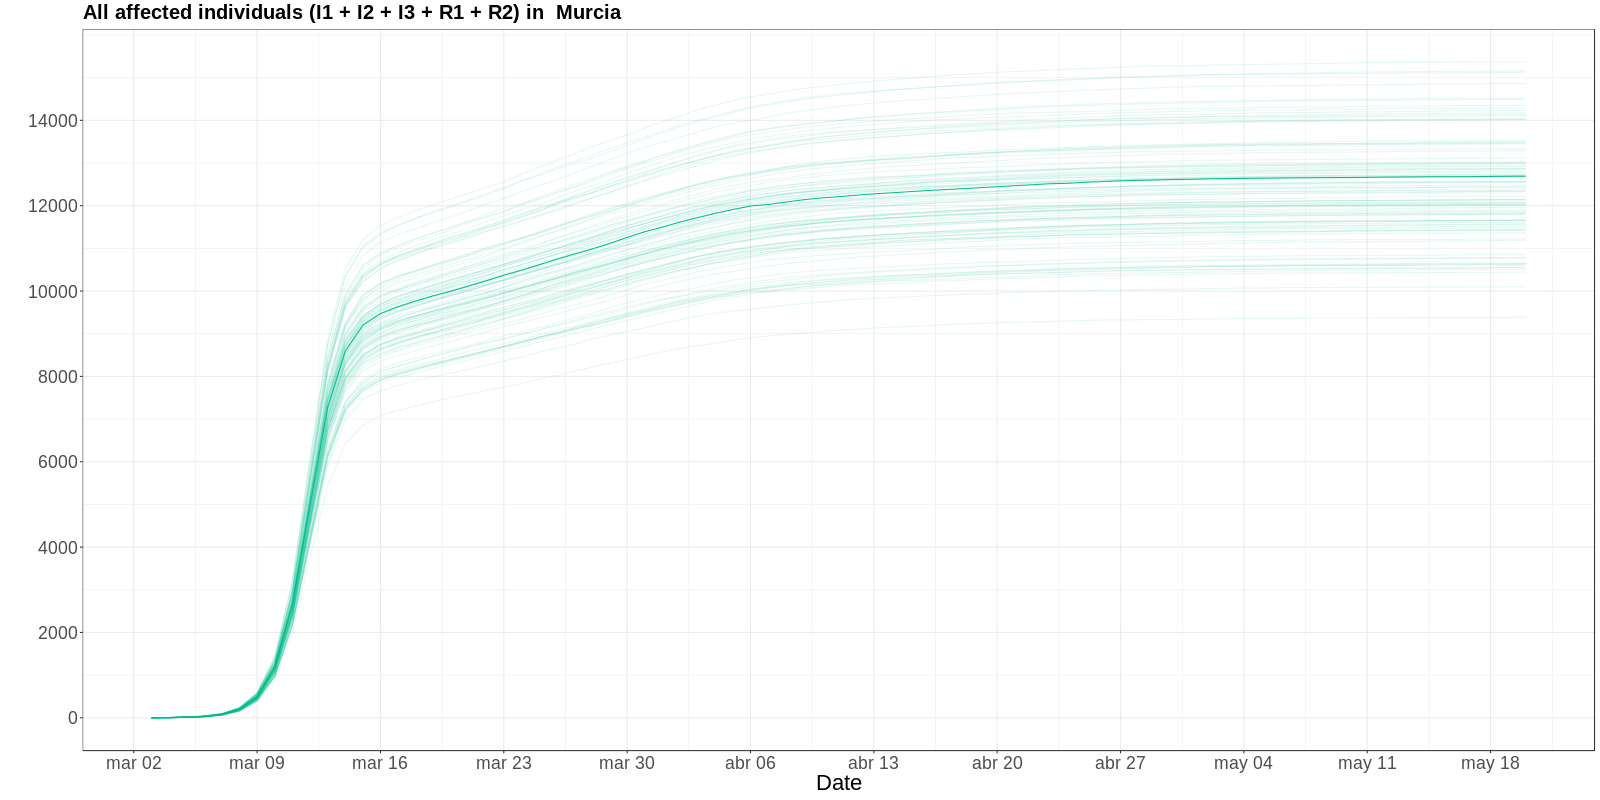 All affected individuals (I1 + I2 + I3 + R1 + R2) in  Murcia
14000
12000
10000
8000
6000
4000
2000
0
mar 02 mar 09 mar 16 mar 23 mar 30 abr 06 abr 13 abr 20 abr 27 may 04 may 11 may 18
Date